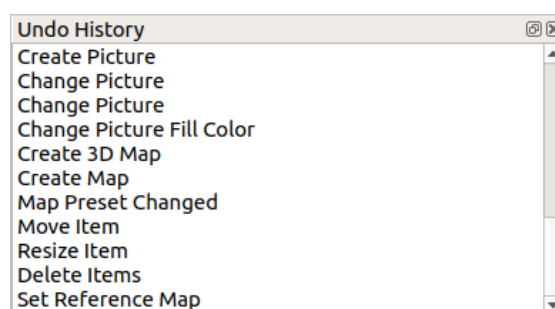 Undo History
Create Picture
Change Picture
Change Picture
Change Picture Fill Color
Create 3D Map
Create Map
Map Preset Changed
Move Item
Resize Item
Delete Items
Set Reference Map